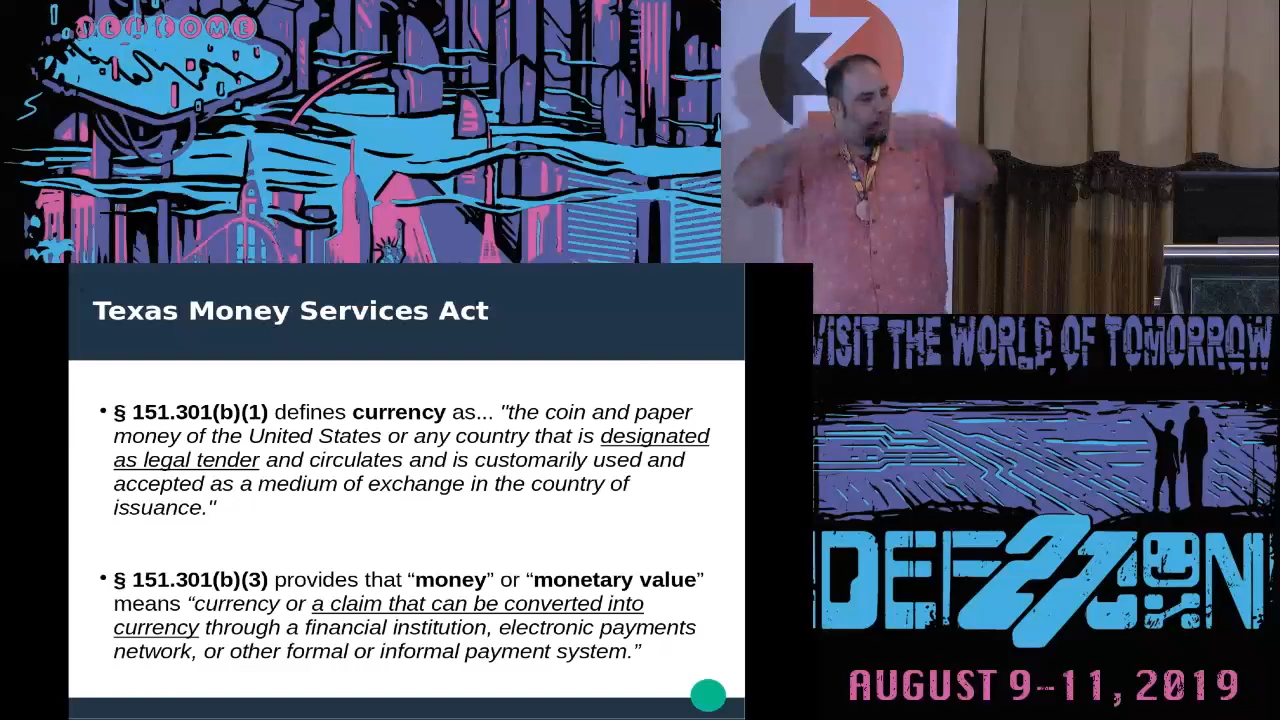 WELCOME
Texas Money Services Act
• § 151.301(b)(1) defines currency as... "the coin and paper
money of the United States or any country that is designated
as legal tender and circulates and is customarily used and
accepted as a medium of exchange in the country of
issuance."
• § 151.301(b)(3) provides that “money” or “monetary value”
means “currency or a claim that can be converted into
currency through a financial institution, electronic payments
network, or other formal or informal payment system.”
VISIT THE WORLD OF TOMORROW
DEF27CON
AUGUST 9-11, 2019